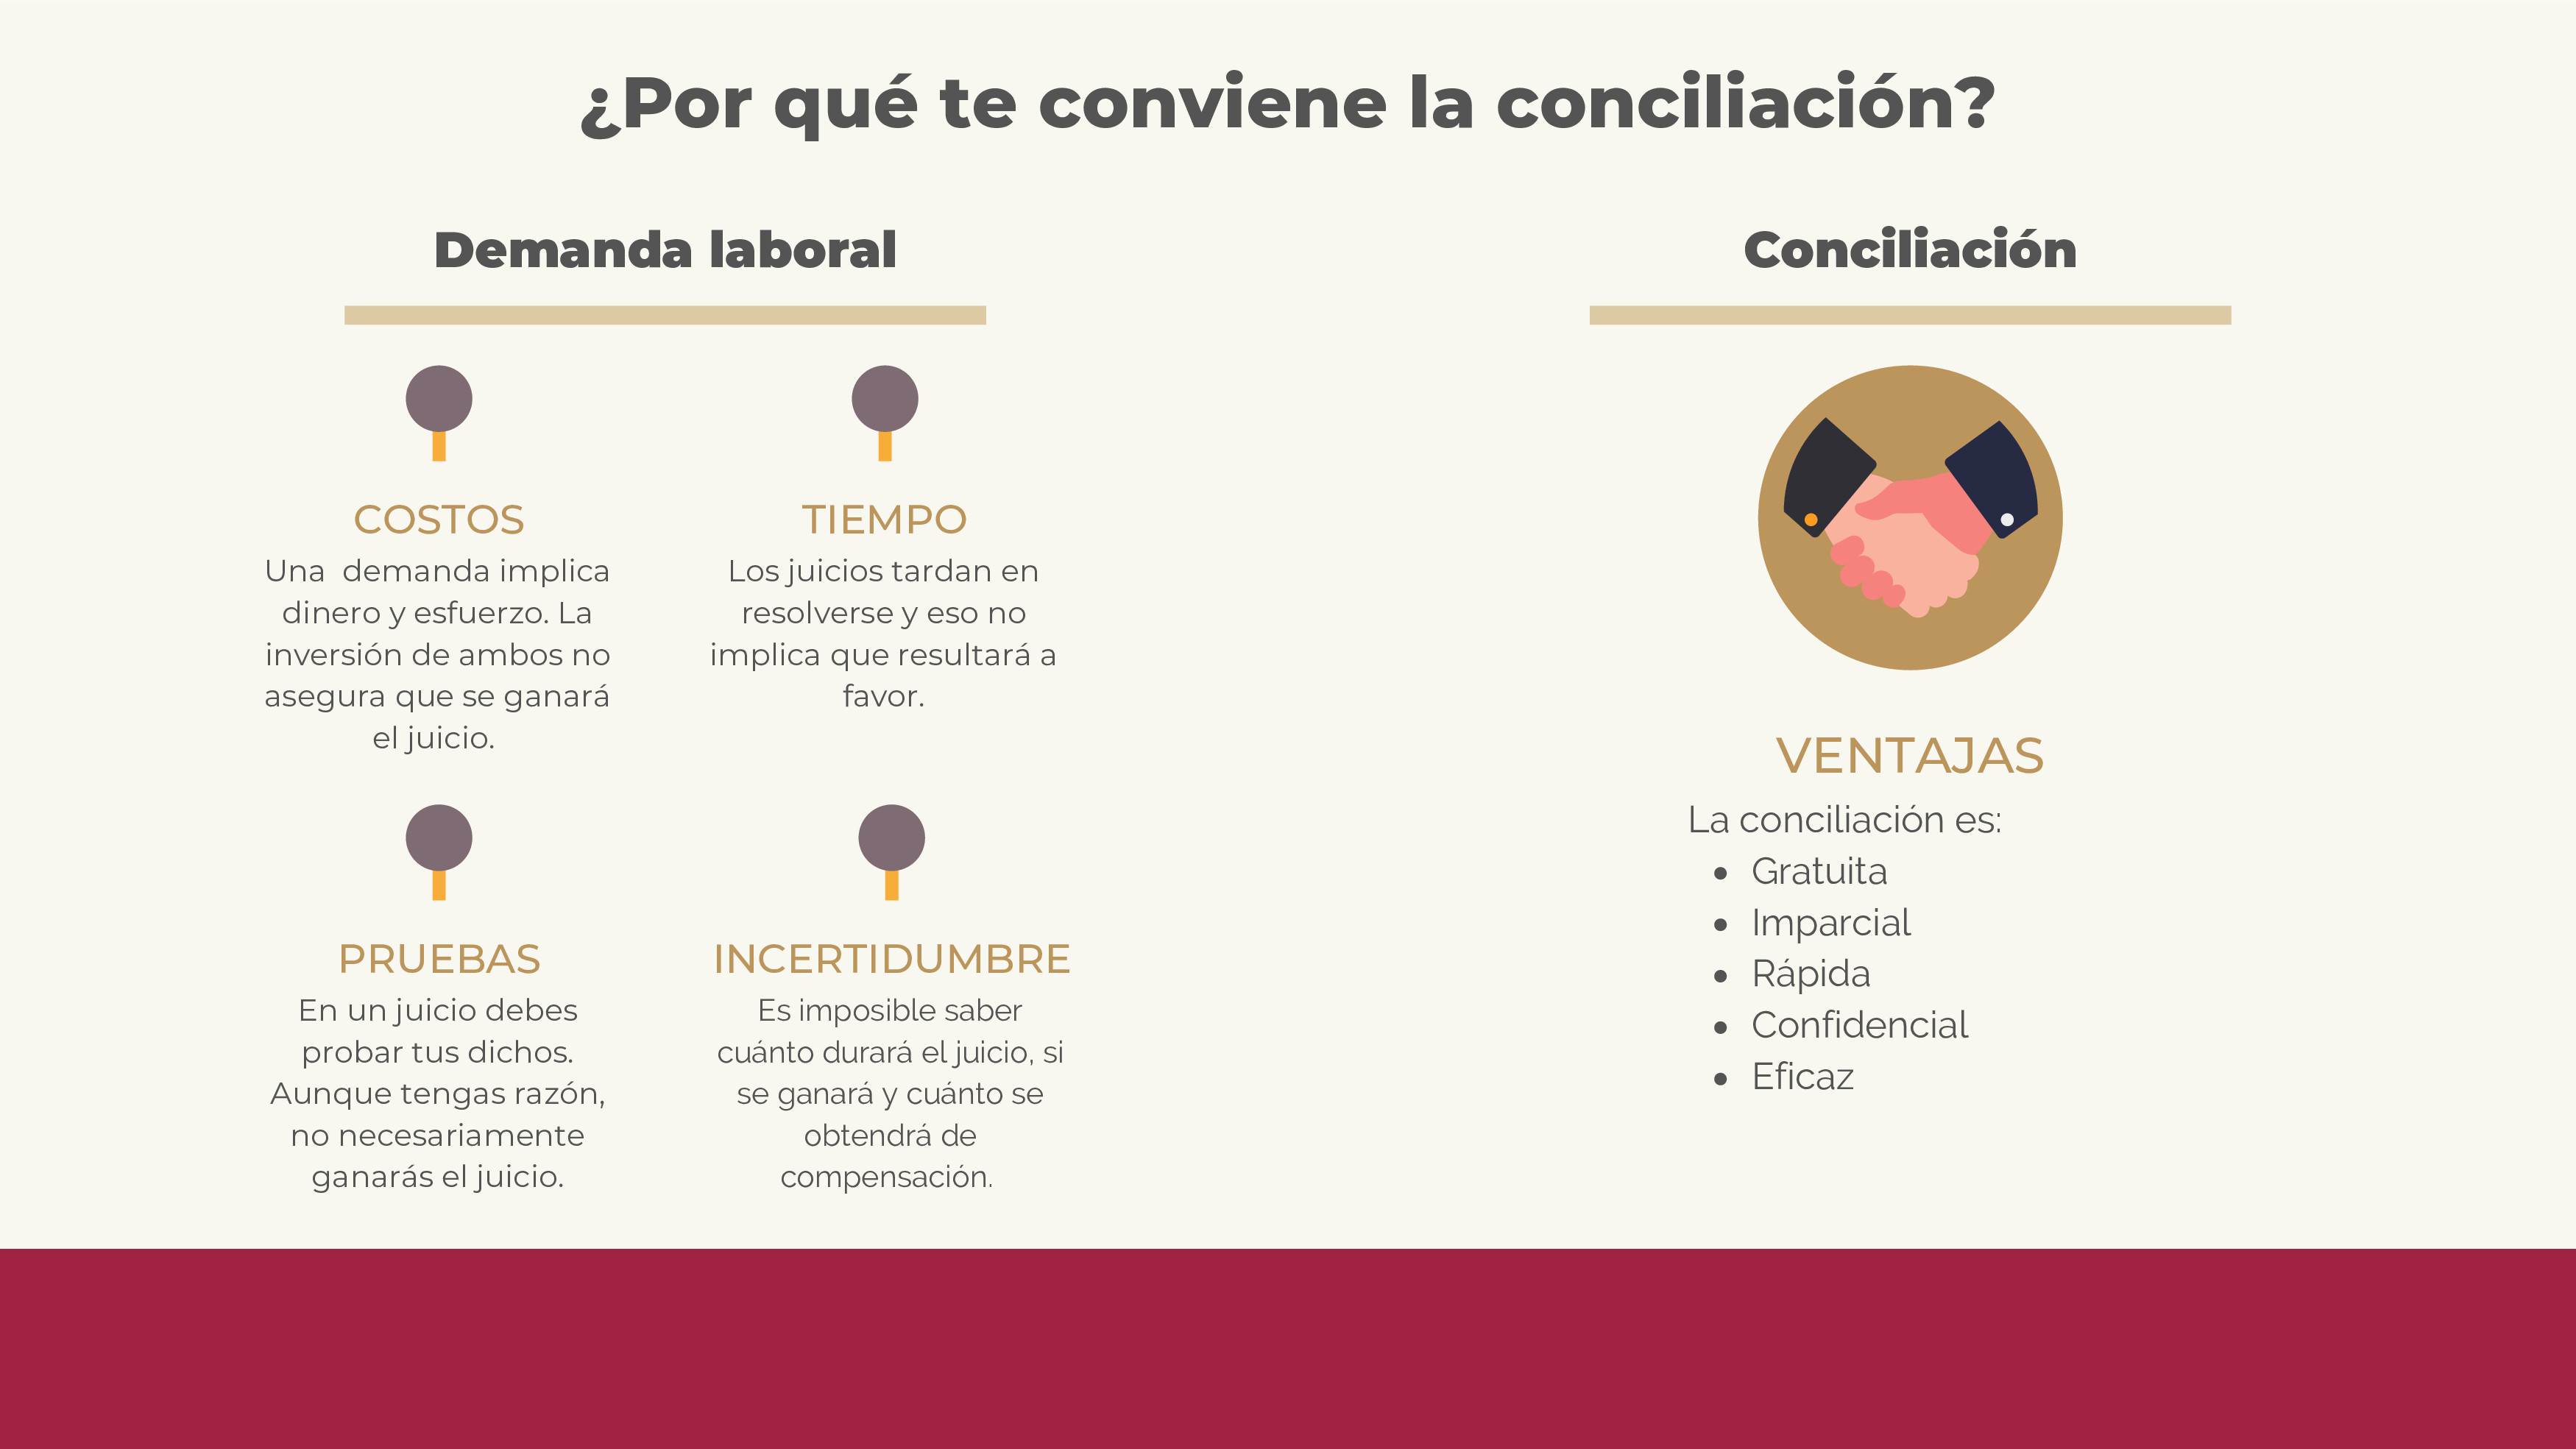 ¿Por qué te conviene la conciliación?
Demanda laboral
COSTOS
Una  demanda implica
dinero y esfuerzo. La
inversión de ambos no
asegura que se ganará
el juicio.
TIEMPO
Los juicios tardan en
resolverse y eso no
implica que resultará a
favor.
PRUEBAS
En un juicio debes
probar tus dichos.
Aunque tengas razón,
no necesariamente
ganarás el juicio.
INCERTIDUMBRE
Es imposible saber
cuánto durará el juicio, si
se ganará y cuánto se
obtendrá de
compensación.
Conciliación
VENTAJAS
La conciliación es:
• Gratuita
• Imparcial
• Rápida
• Confidencial
• Eficaz